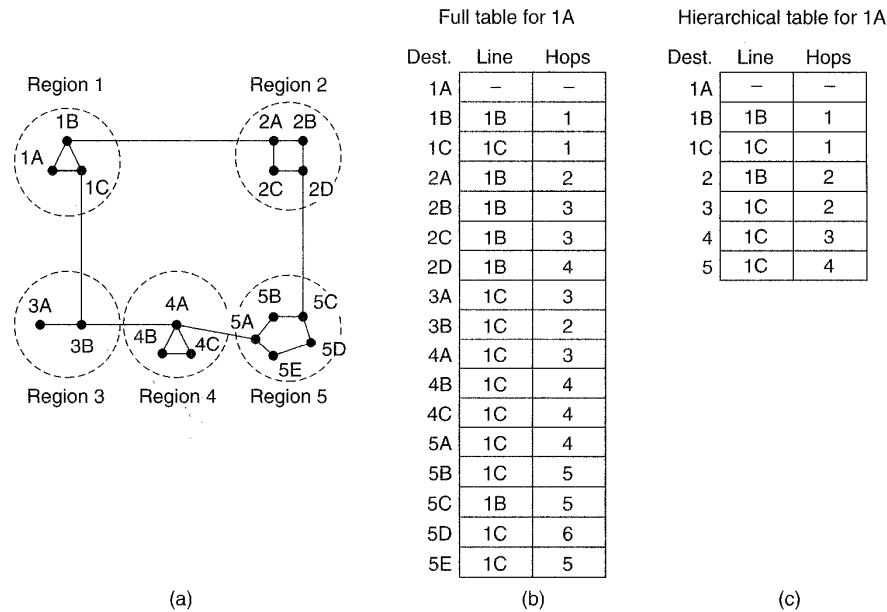 Full table for 1A
Hierarchical table for 1A
Dest. Line Hops
Dest. Line Hops
Region 1
Region 2
1B
1A
1C
2A 2B
2C 2D
3A
3B
4A
4B
4C
5A
5B
5C
5D
5E
Region 3
Region 4
Region 5
1A – –
1B 1B 1
1C 1C 1
2A 1B 2
2B 1B 3
2C 1B 3
2D 1B 4
3A 1C 3
3B 1C 2
4A 1C 3
4B 1C 4
4C 1C 4
5A 1C 4
5B 1C 5
5C 1B 5
5D 1C 6
5E 1C 5
1A – –
1B 1B 1
1C 1C 1
2 1B 2
3 1C 2
4 1C 3
5 1C 4
(a)
(b)
(c)